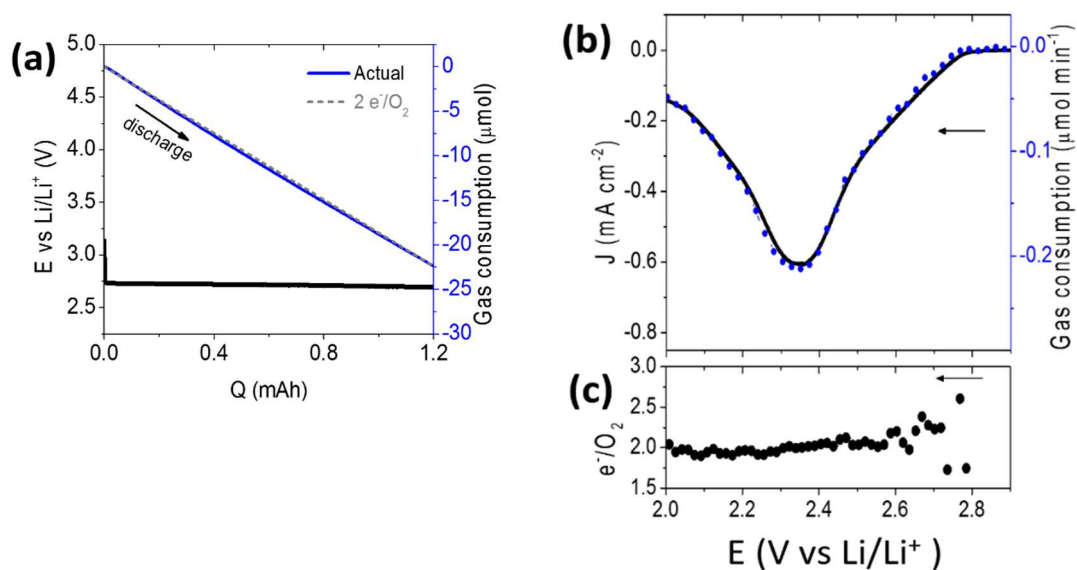 (a)
5.0
4.5
4.0
3.5
3.0
2.5
E vs Li/Li⁺ (V)
0
-5
-10
-15
-20
-25
-30
Gas consumption (μmol)
Actual
2 e⁻/O₂
discharge
0.0 0.4 0.8 1.2
Q (mAh)
(b)
0.0
-0.2
-0.4
-0.6
-0.8
J (mA cm⁻²)
-0.0
-0.1
-0.2
Gas consumption (μmol min⁻¹)
(c)
3.0
2.5
2.0
1.5
e⁻/O₂
2.0 2.2 2.4 2.6 2.8
E (V vs Li/Li⁺ )